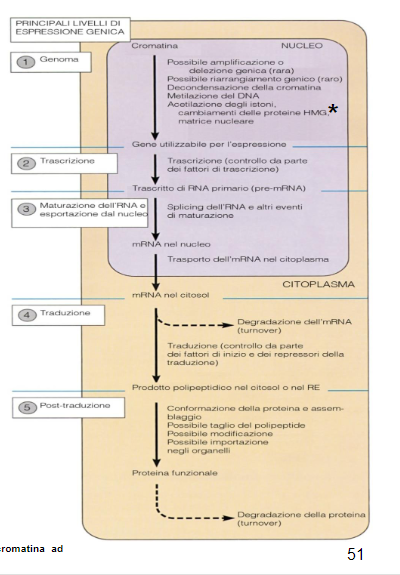 PRINCIPALI LIVELLI DI
ESPRESSIONE GENICA
Cromatina
NUCLEO
1 Genoma
Possibile amplificazione o
delezione genica (rara)
Possibile riarrangiamento genico (raro)
Decondensazione della cromatina
Metilazione del DNA
Acetilazione degli istoni,
cambiamenti delle proteine HMG, *
matrice nucleare
Gene utilizzabile per l'espressione
2 Trascrizione
Trascrizione (controllo da parte
dei fattori di trascrizione)
Trascritto di RNA primario (pre-mRNA)
3 Maturazione dell'RNA e
esportazione dal nucleo
Splicing dell'RNA e altri eventi
di maturazione
mRNA nel nucleo
Trasporto dell'mRNA nel citoplasma
CITOPLASMA
mRNA nel citosol
4 Traduzione
Degradazione dell'mRNA
(turnover)
Traduzione (controllo da parte
dei fattori di inizio e dei repressori della
traduzione)
Prodotto polipeptidico nel citosol o nel RE
5 Post-traduzione
Conformazione della proteina e assem-
blaggio
Possibile taglio del polipeptide
Possibile modificazione
Possibile importazione
negli organelli
Proteina funzionale
Degradazione della proteina
(turnover)
cromatina ad
51